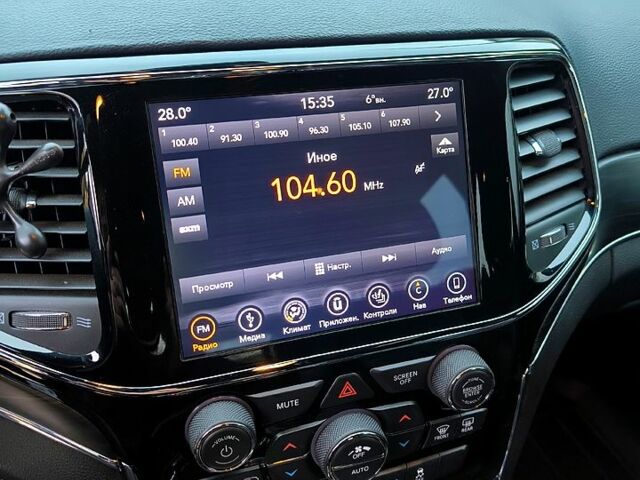 28.0° 15:35 6°вн. 27.0°
1 100.40 2 91.30 3 100.90 4 96.30 5 105.10 6 107.90
FM Иное Карта
104.60 MHz
AM
Просмотр Настр. Аудио
FM C
Радио Медиа Климат Приложен. Контроли Нав Телефон
MUTE SCREEN OFF BROWSE ENTER
VOLUME OFF AUTO FRONT REAR